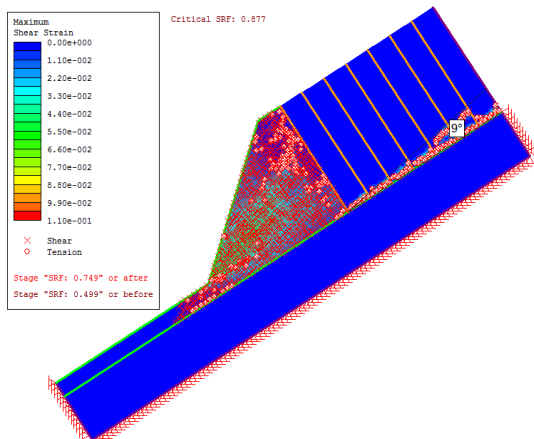 Maximum
Shear Strain
0.00e+000
1.10e-002
2.20e-002
3.30e-002
4.40e-002
5.50e-002
6.60e-002
7.70e-002
8.80e-002
9.90e-002
1.10e-001
Shear
Tension
Stage "SRF: 0.749" or after
Stage "SRF: 0.499" or before
Critical SRF: 0.877
9°